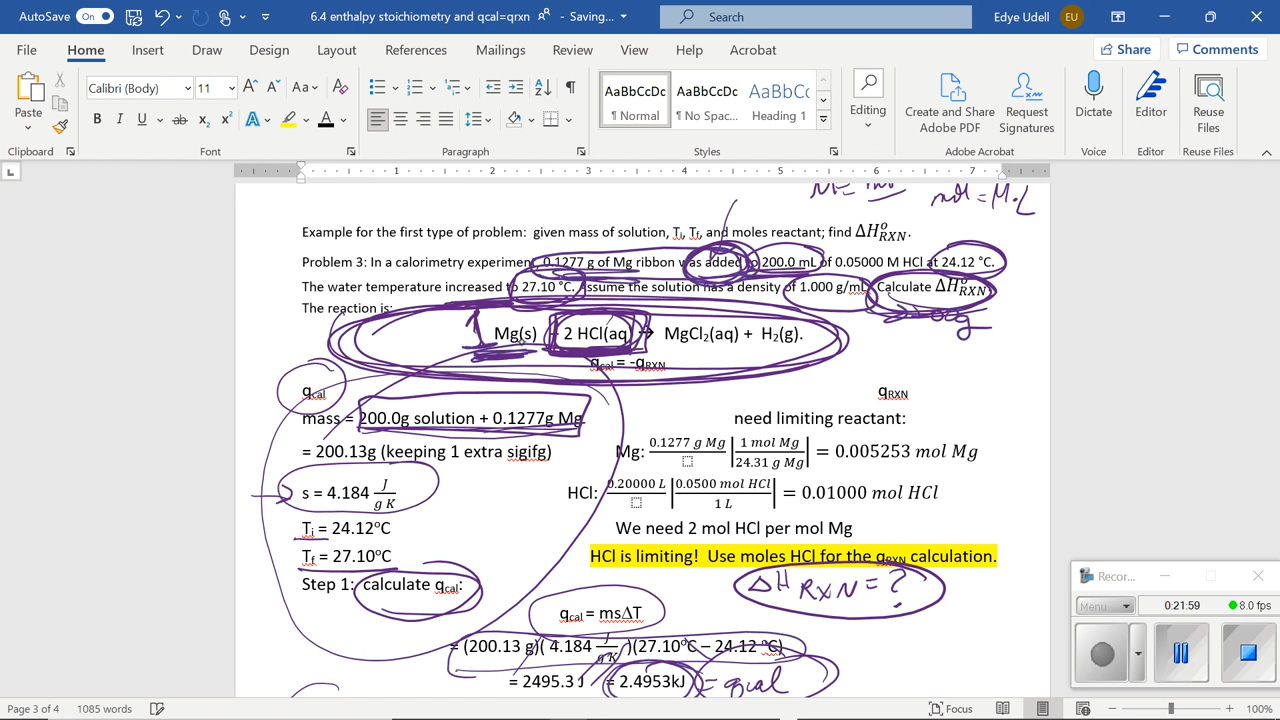 AutoSave On 6.4 enthalpy stoichiometry and qcal=qrxn - Saving... Search Edye Udell EU
File Home Insert Draw Design Layout References Mailings Review View Help Acrobat Share Comments
Paste Calibri (Body) 11 AaBbCcDc AaBbCcDc AaBbCc Editing Create and Share Adobe PDF Request Signatures Dictate Editor Reuse Files
¶ Normal ¶ No Spac... Heading 1
Clipboard Font Paragraph Styles Adobe Acrobat Voice Editor Reuse Files
1 2 3 4 5 6 7
mol = M·L
Example for the first type of problem: given mass of solution, Ti, Tf, and moles reactant; find ΔH°RXN.
Problem 3: In a calorimetry experiment, 0.1277 g of Mg ribbon was added to 200.0 mL of 0.05000 M HCl at 24.12 °C.
The water temperature increased to 27.10 °C. Assume the solution has a density of 1.000 g/mL. Calculate ΔH°RXN
The reaction is:
1 Mg(s) 2 HCl(aq) → MgCl2(aq) + H2(g).
qcal = -qRXN
qcal qRXN
mass = 200.0g solution + 0.1277g Mg need limiting reactant:
= 200.13g (keeping 1 extra sigifg) Mg: 0.1277 g Mg | 1 mol Mg / 24.31 g Mg | = 0.005253 mol Mg
s = 4.184 J / g K HCl: 0.20000 L | 0.0500 mol HCl / 1 L | = 0.01000 mol HCl
Ti = 24.12°C We need 2 mol HCl per mol Mg
Tf = 27.10°C HCl is limiting! Use moles HCl for the qRXN calculation.
Step 1: calculate qcal: ΔH RXN = ?
qcal = msΔT
= (200.13 g)( 4.184 J / g K )(27.10°C – 24.12 °C)
= 2495.3 J = 2.4953kJ = qcal
Recor...
Menu 0:21:59 8.0 fps
Page 3 of 4 1085 words Focus 100%